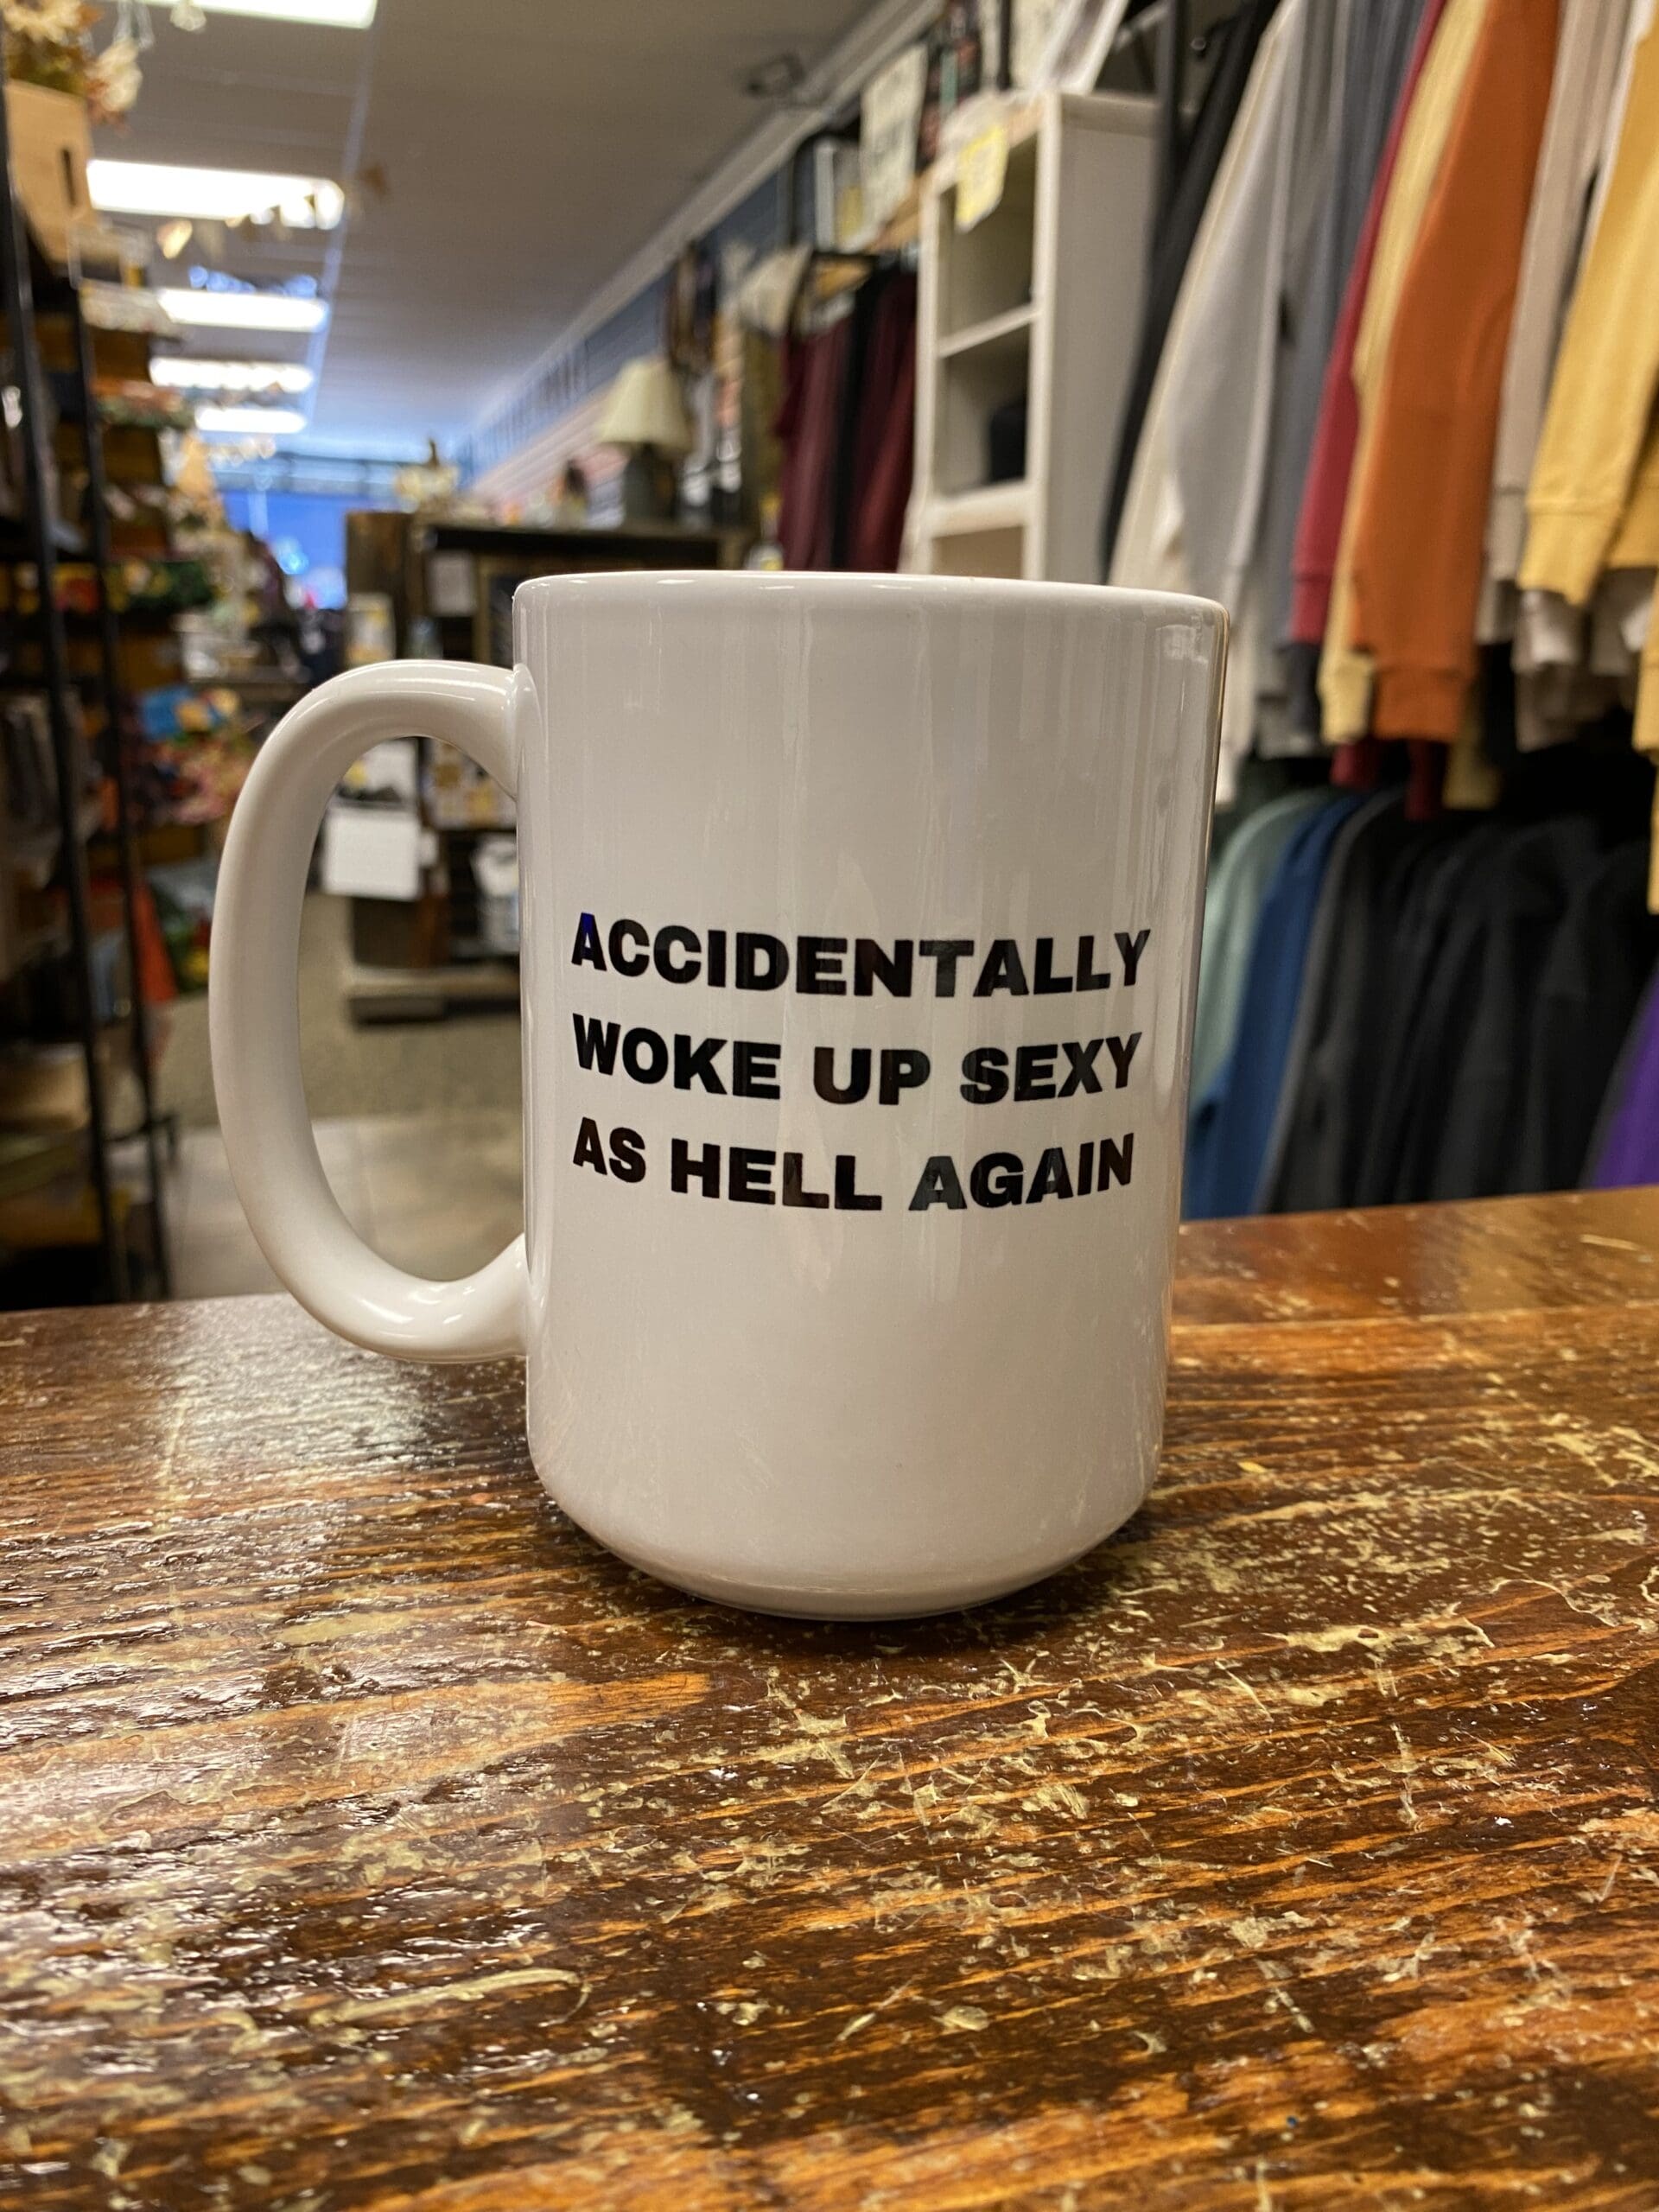 ACCIDENTALLY
WOKE UP SEXY
AS HELL AGAIN